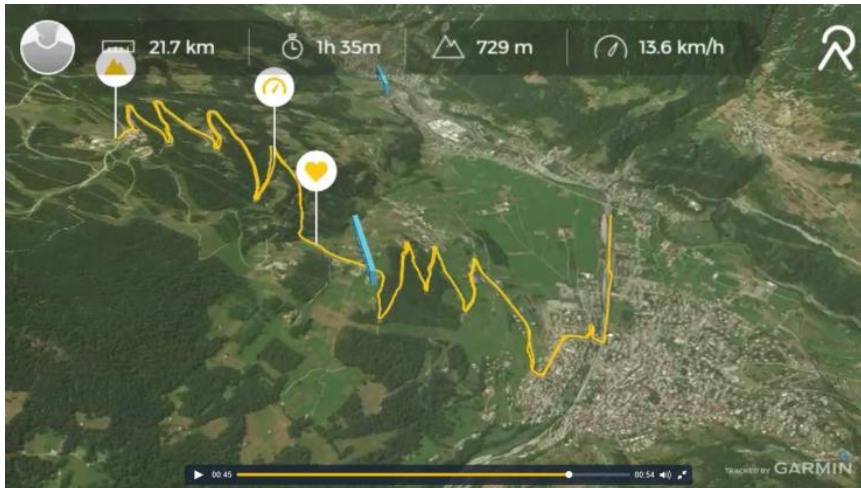 21.7 km
1h 35m
729 m
13.6 km/h
00:45
00:54
TRACKED BY GARMIN